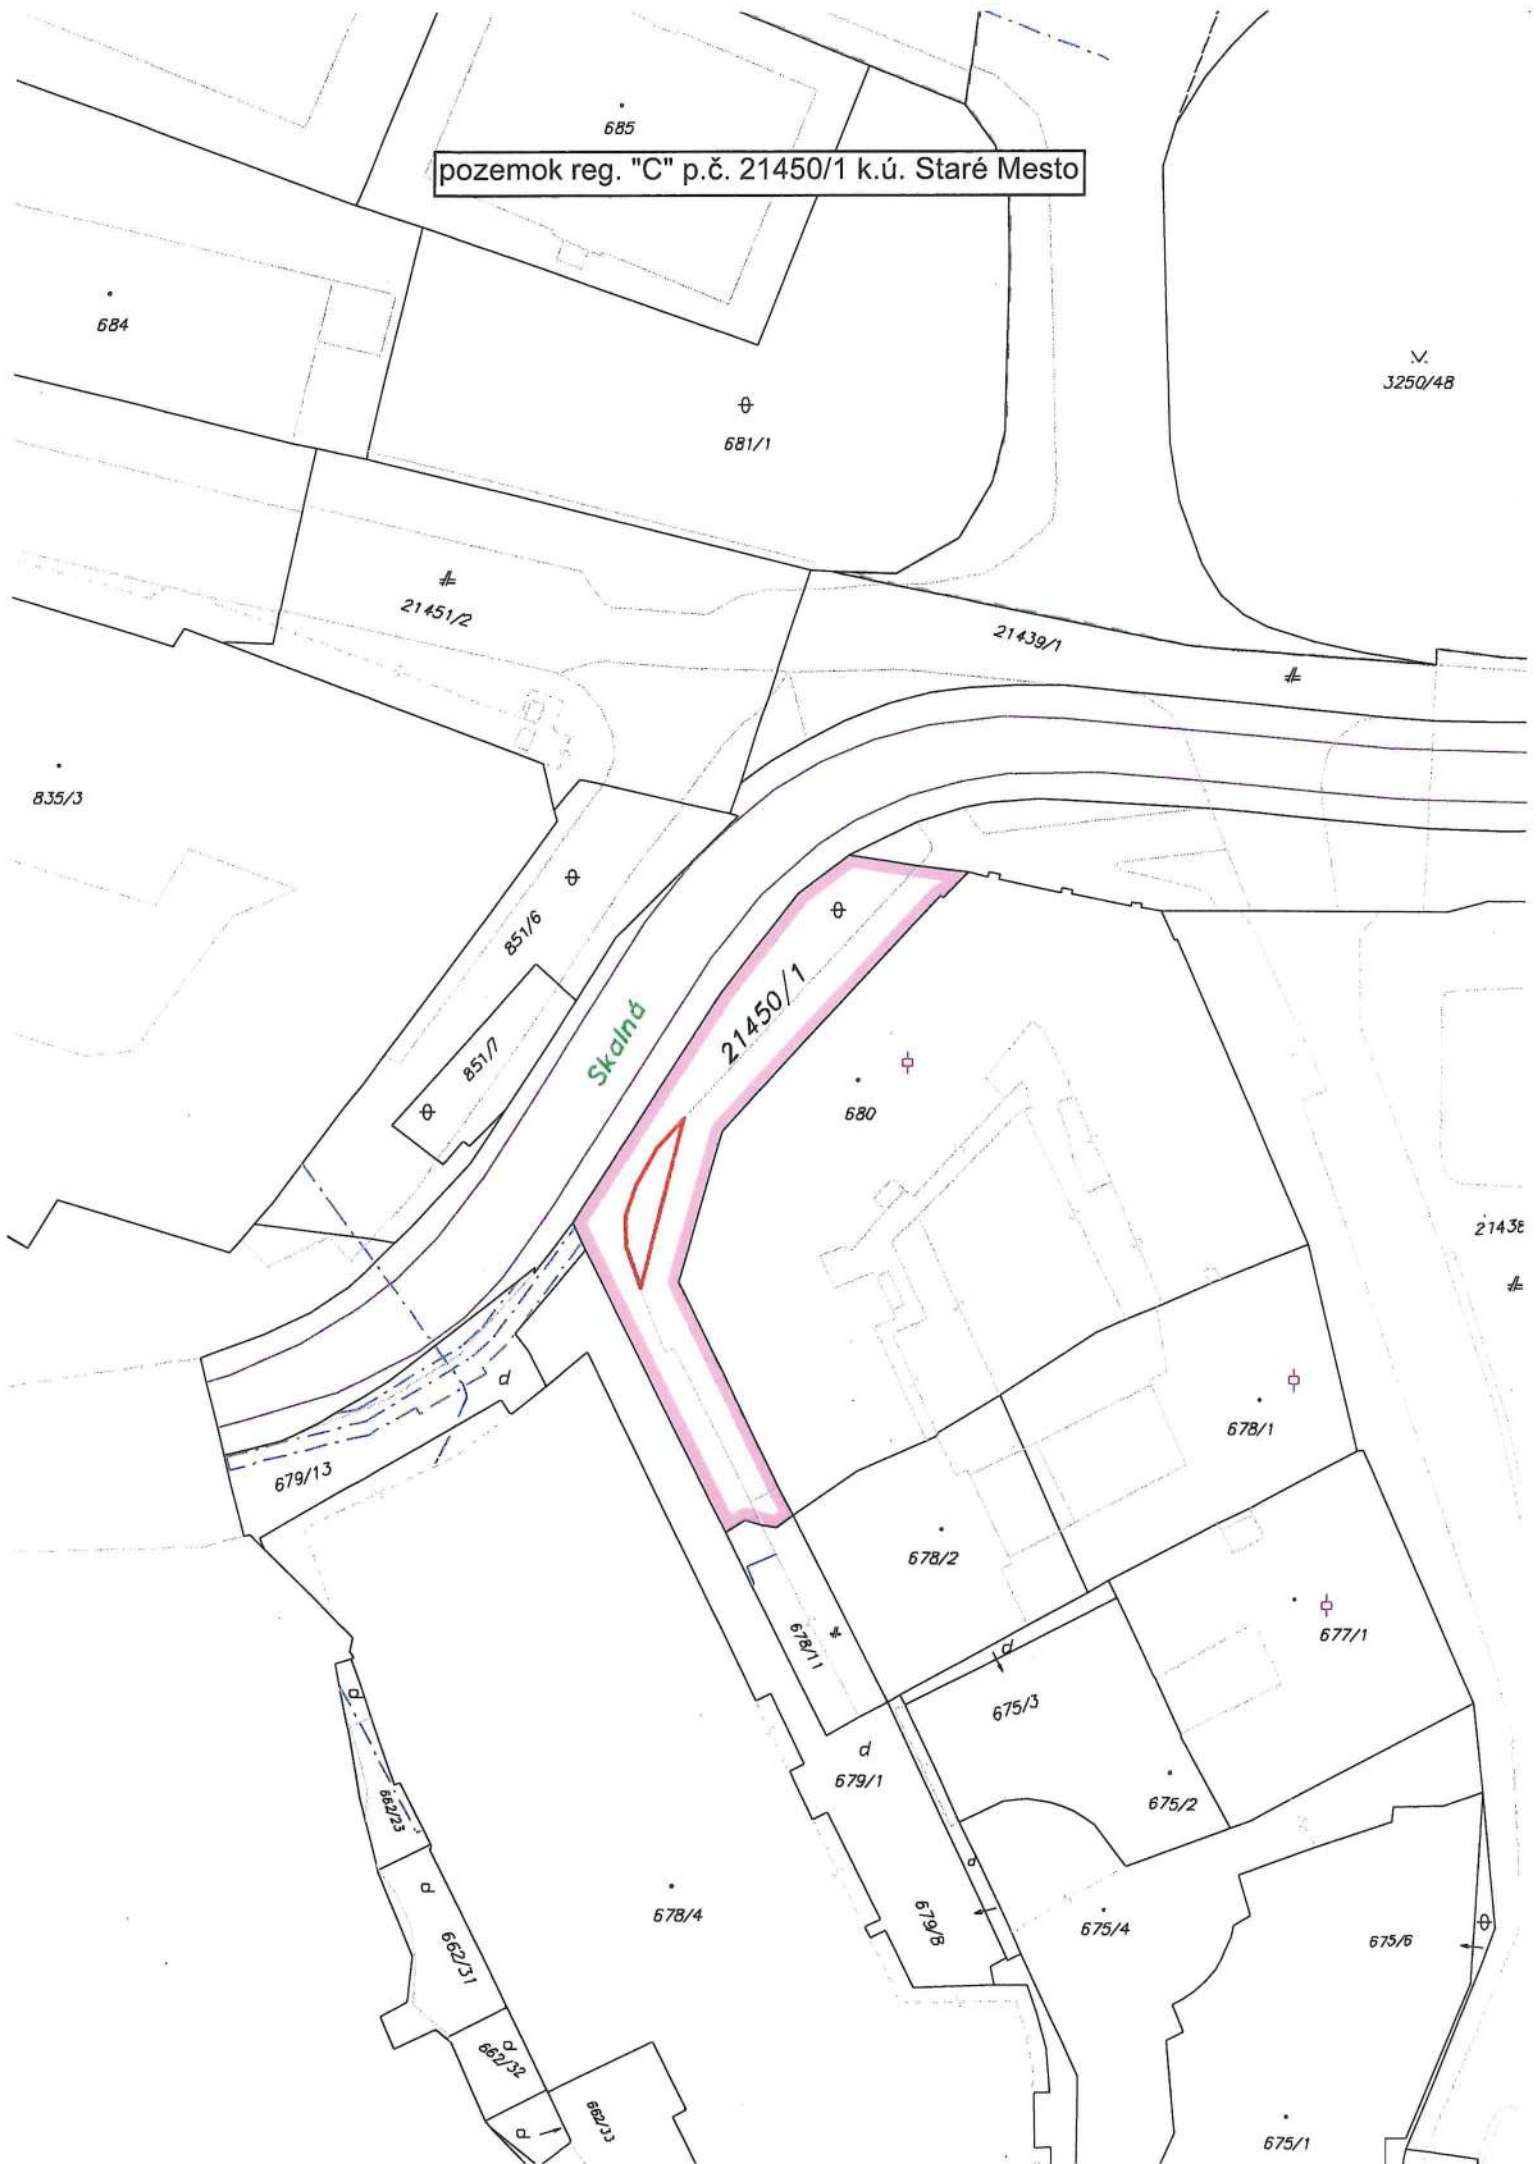 685
pozemok reg. "C" p.č. 21450/1 k.ú. Staré Mesto
684
3250/48
681/1
21451/2
21439/1
835/3
851/6
21450/1
Skalná
851/7
680
21438
678/1
679/13
678/2
677/1
678/11
d
d
675/3
d
d
679/1
675/2
662/23
d
d
678/4
679/8
675/4
675/6
662/31
d
662/32
662/33
d
675/1